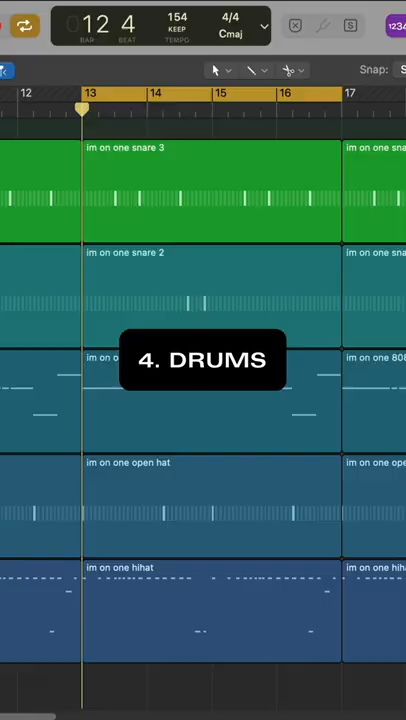 012 4
BAR BEAT
154
KEEP
TEMPO
4/4
Cmaj
S
1234
Snap: S
12 13 14 15 16 17
im on one snare 3
im on one sna
im on one snare 2
im on one sna
im on o
im on one 808
4. DRUMS
im on one open hat
im on one ope
im on one hihat
im on one hiha